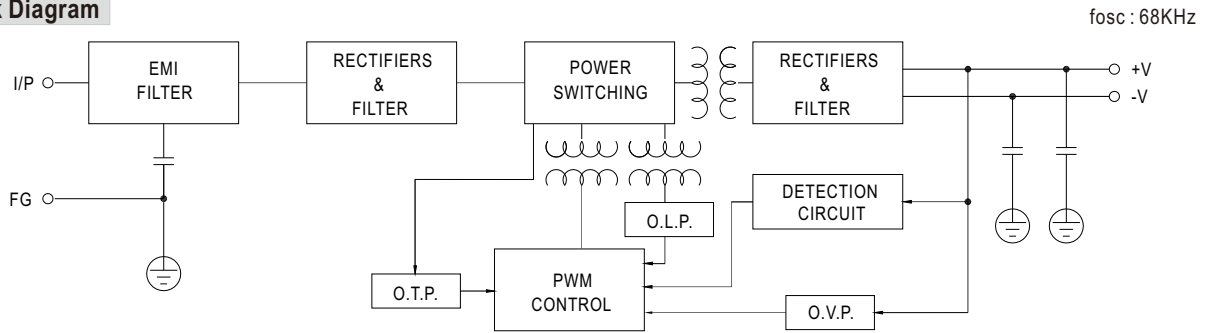 Diagram
fosc : 68KHz
I/P
EMI
FILTER
RECTIFIERS
&
FILTER
POWER
SWITCHING
RECTIFIERS
&
FILTER
+V
-V
FG
DETECTION
CIRCUIT
O.L.P.
O.T.P.
PWM
CONTROL
O.V.P.